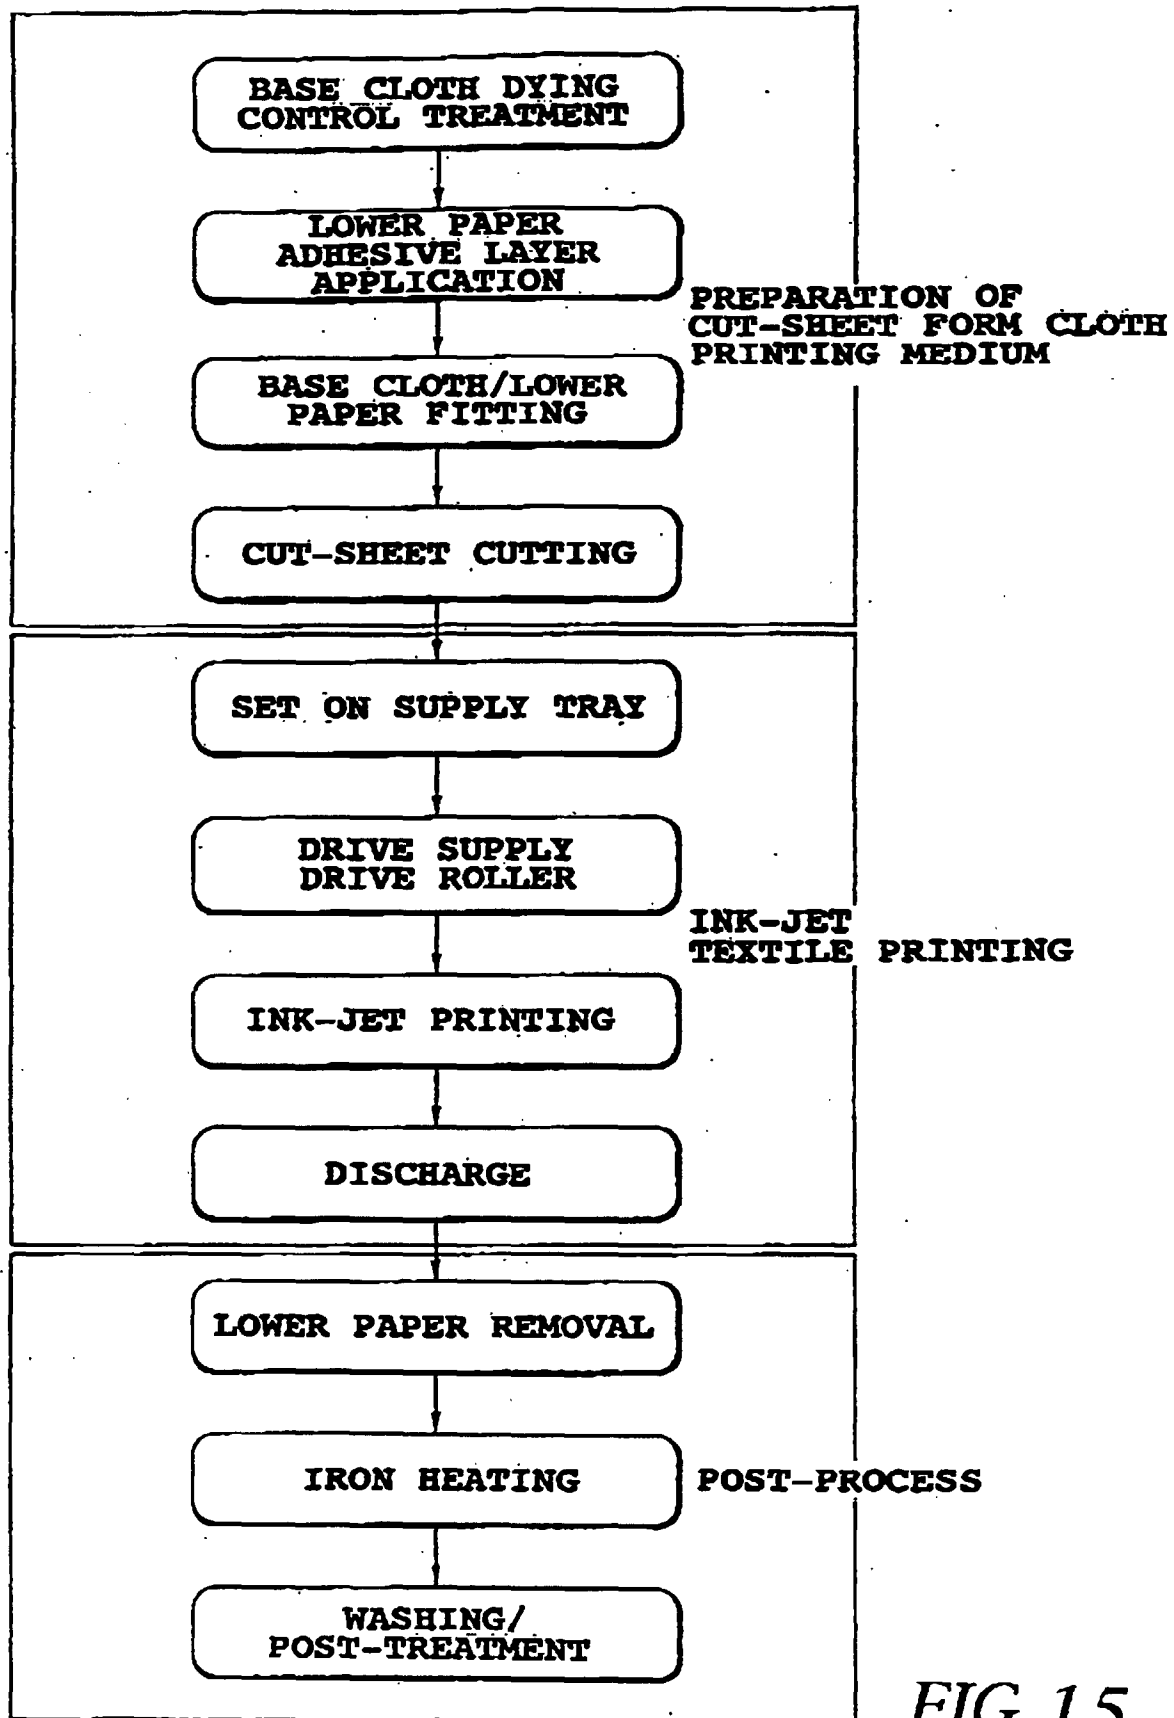 BASE CLOTH DYING
CONTROL TREATMENT
LOWER PAPER
ADHESIVE LAYER
APPLICATION
PREPARATION OF
CUT-SHEET FORM CLOTH
PRINTING MEDIUM
BASE CLOTH/LOWER
PAPER FITTING
CUT-SHEET CUTTING
SET ON SUPPLY TRAY
DRIVE SUPPLY
DRIVE ROLLER
INK-JET
TEXTILE PRINTING
INK-JET PRINTING
DISCHARGE
LOWER PAPER REMOVAL
IRON HEATING
POST-PROCESS
WASHING/
POST-TREATMENT
FIG. 15